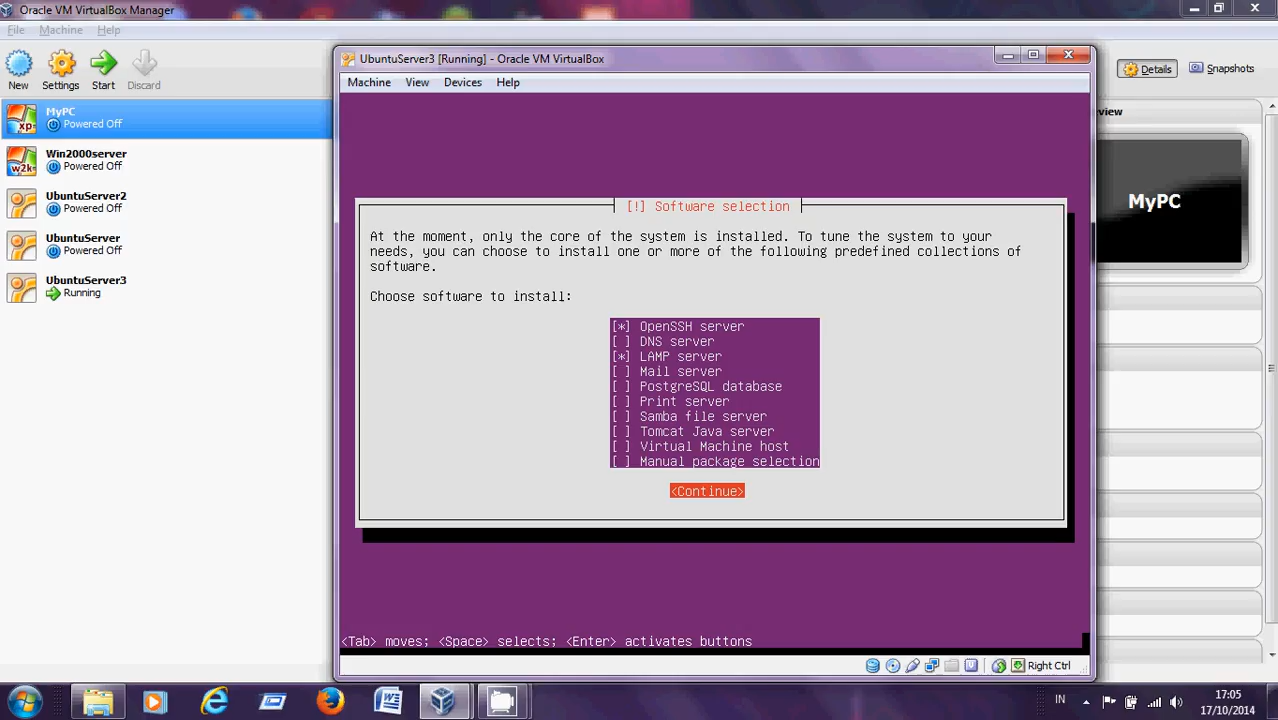 Oracle VM VirtualBox Manager
File Machine Help
New Settings Start Discard
Details Snapshots
MyPC
Powered Off
Win2000server
Powered Off
UbuntuServer2
Powered Off
UbuntuServer
Powered Off
UbuntuServer3
Running
xp
w2k
UbuntuServer3 [Running] - Oracle VM VirtualBox
Machine View Devices Help
[!] Software selection
At the moment, only the core of the system is installed. To tune the system to your
needs, you can choose to install one or more of the following predefined collections of
software.
Choose software to install:
[*] OpenSSH server
[ ] DNS server
[*] LAMP server
[ ] Mail server
[ ] PostgreSQL database
[ ] Print server
[ ] Samba file server
[ ] Tomcat Java server
[ ] Virtual Machine host
[ ] Manual package selection
<Continue>
<Tab> moves; <Space> selects; <Enter> activates buttons
Right Ctrl
MyPC
IN
17:05
17/10/2014